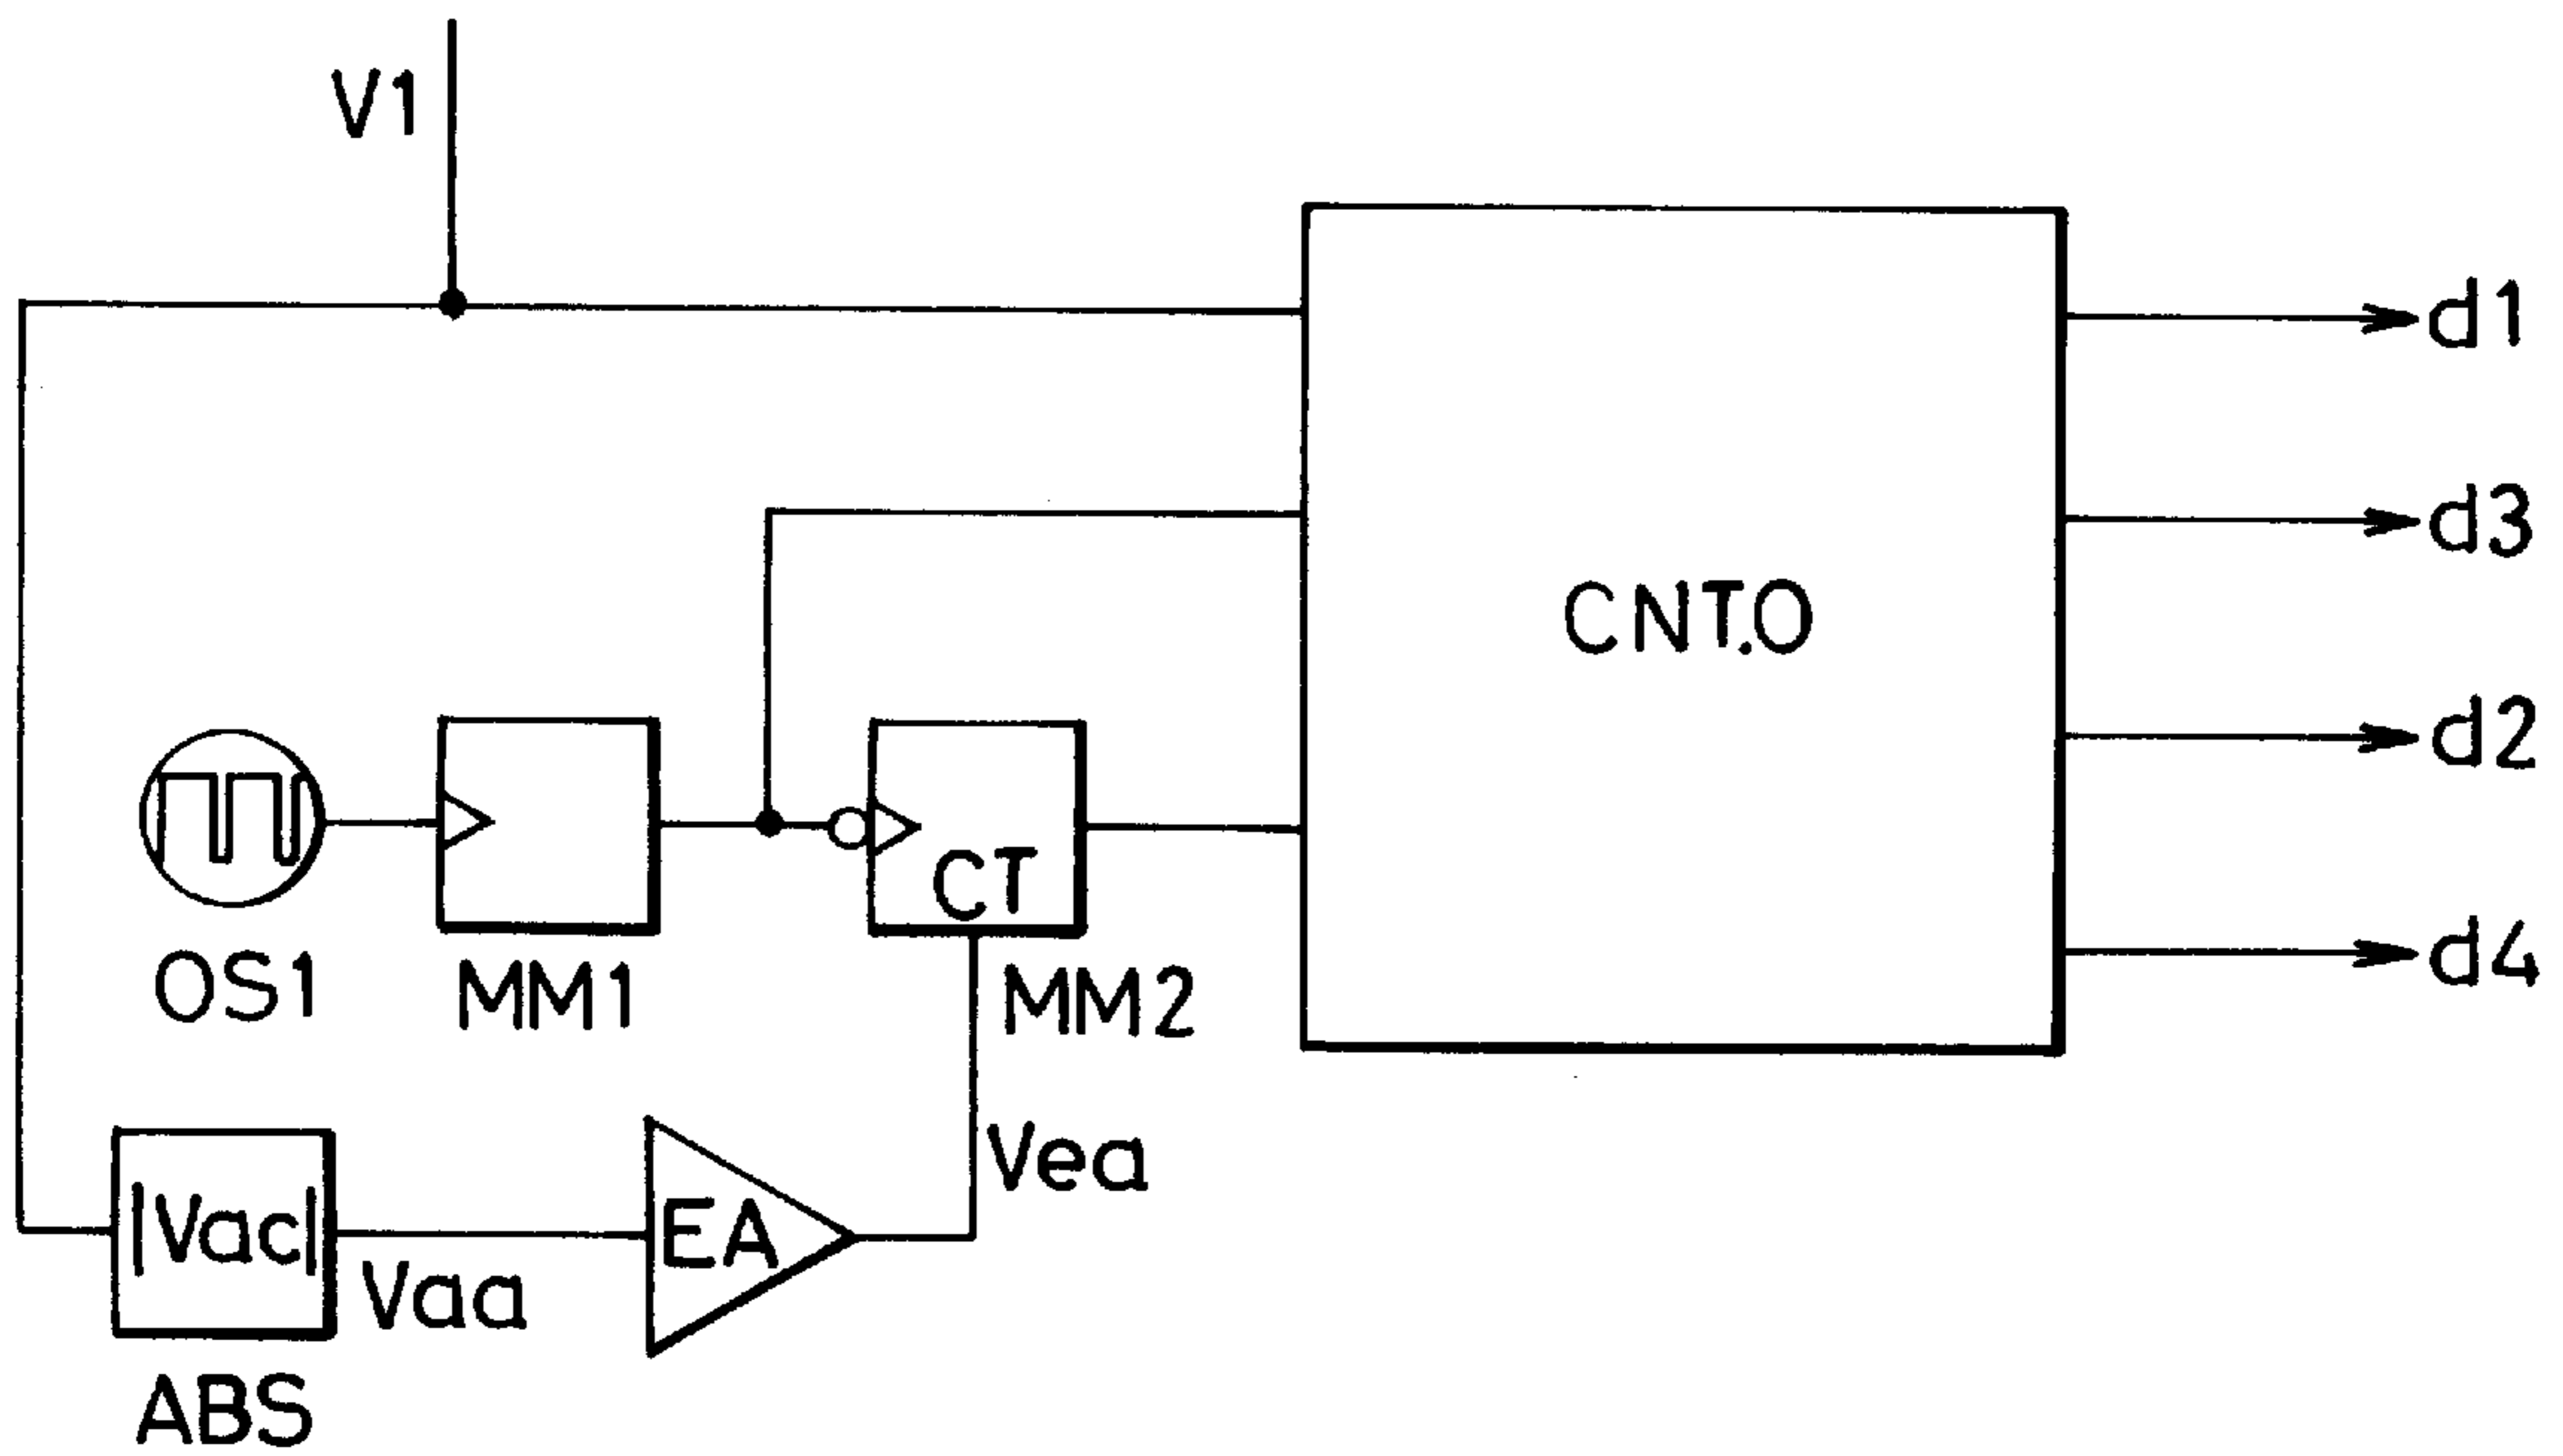 V1
d1
d3
CNT.O
d2
CT
d4
OS1
MM1
MM2
Vea
|Vac|
EA
Vaa
ABS